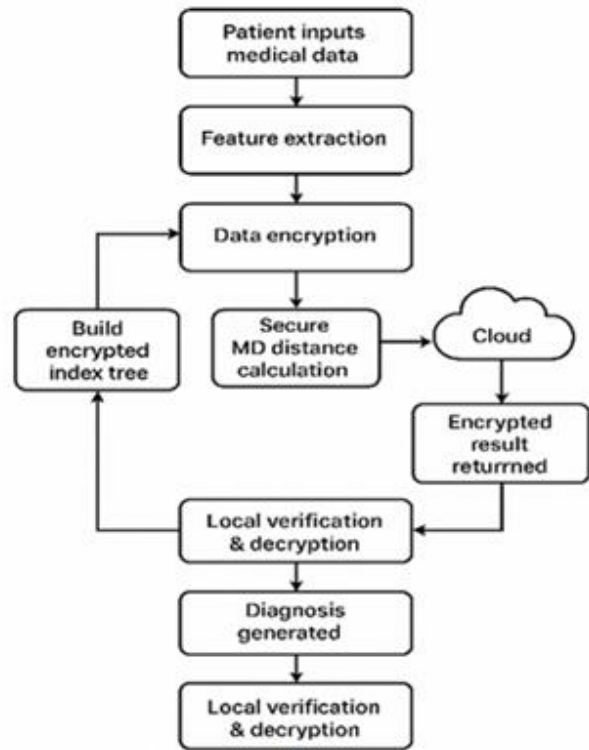 Patient inputs
medical data
Feature extraction
Data encryption
Build
encrypted
index tree
Secure
MD distance
calculation
Cloud
Encrypted
result
returrned
Local verification
& decryption
Diagnosis
generated
Local verification
& decryption